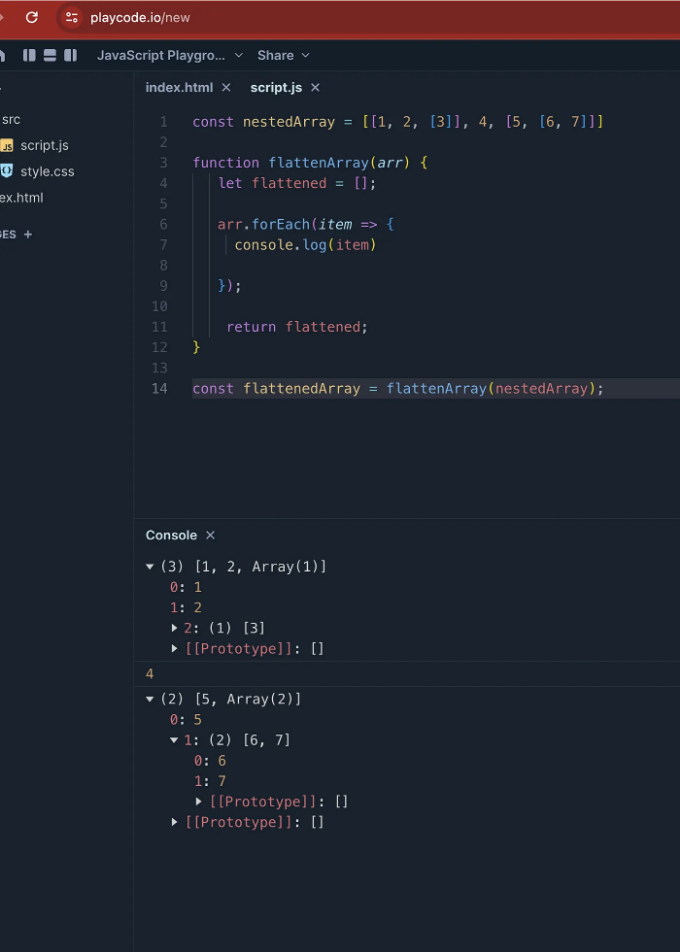 playcode.io/new
JavaScript Playgro... Share
index.html × script.js ×
src
JS script.js
style.css
ex.html
GES +
1 const nestedArray = [[1, 2, [3]], 4, [5, [6, 7]]]
2
3 function flattenArray(arr) {
4 let flattened = [];
5
6 arr.forEach(item => {
7 console.log(item)
8
9 });
10
11 return flattened;
12 }
13
14 const flattenedArray = flattenArray(nestedArray);
Console ×
(3) [1, 2, Array(1)]
0: 1
1: 2
2: (1) [3]
[[Prototype]]: []
4
(2) [5, Array(2)]
0: 5
1: (2) [6, 7]
0: 6
1: 7
[[Prototype]]: []
[[Prototype]]: []